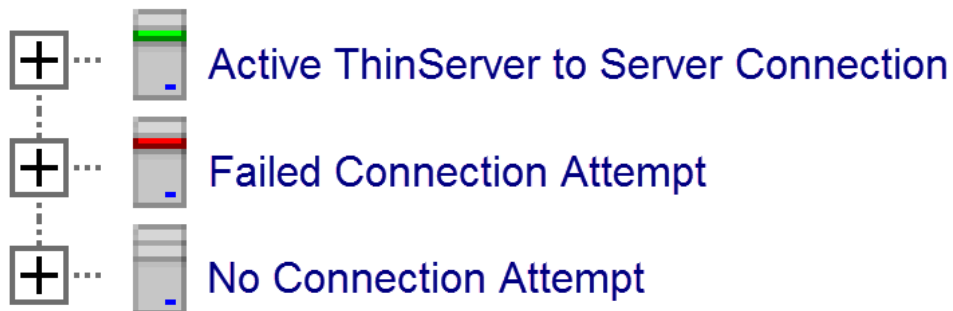 Active ThinServer to Server Connection
Failed Connection Attempt
No Connection Attempt